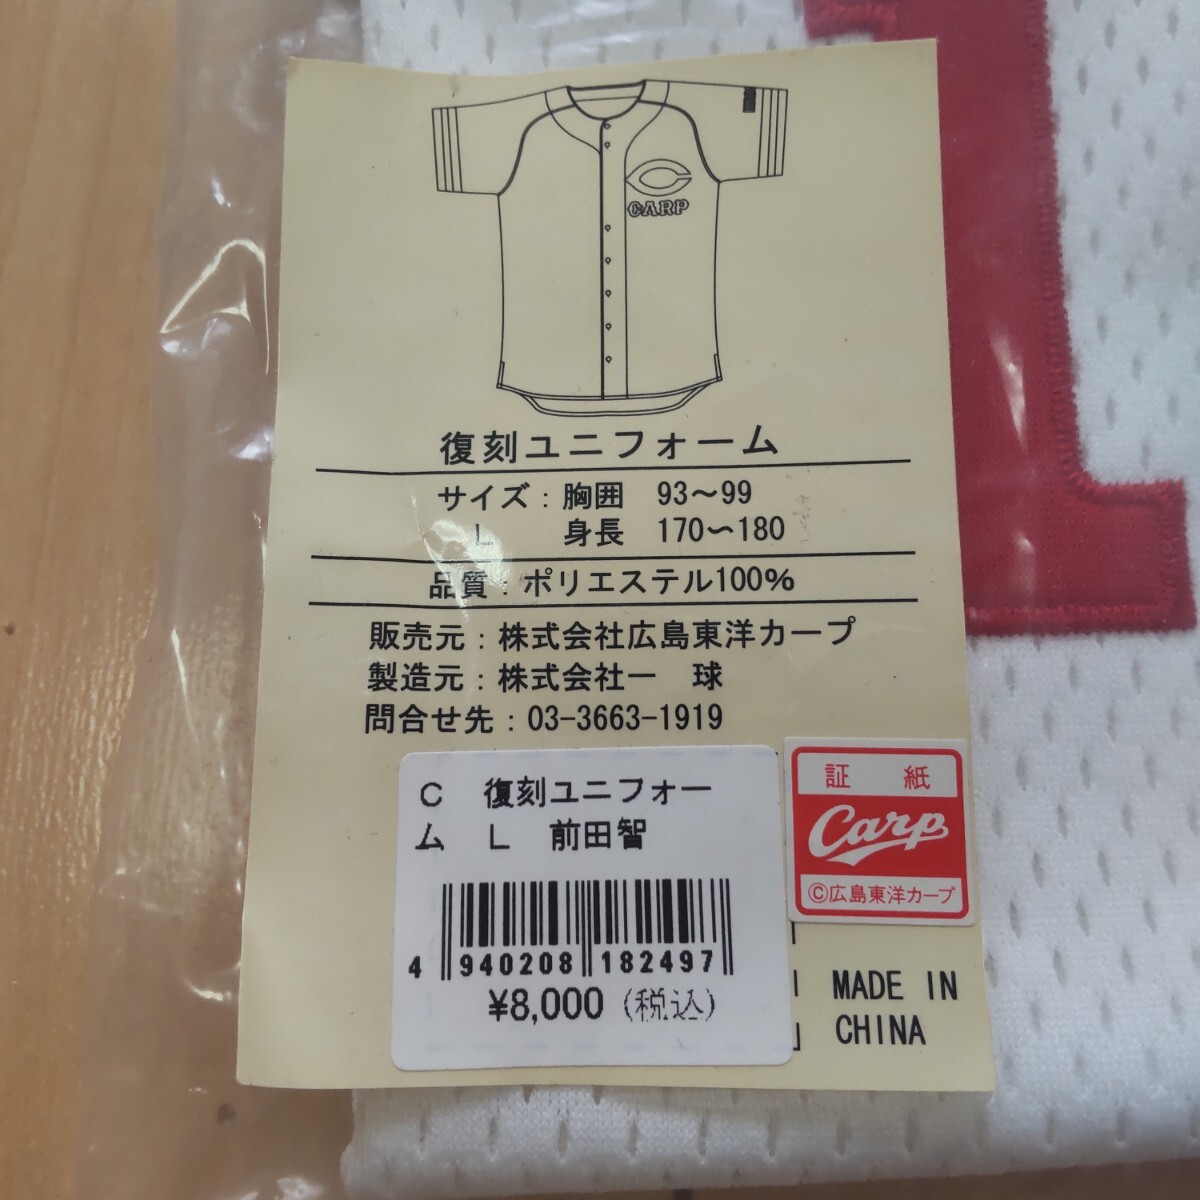 CARP
復刻ユニフォーム
サイズ：胸囲　93～99
L　身長　170～180
品質：ポリエステル100%
販売元：株式会社広島東洋カープ
製造元：株式会社一　球
問合せ先：03-3663-1919
C　復刻ユニフォー
ム　L　前田智
4 940208 182497
¥8,000（税込）
証　紙
Carp
©広島東洋カープ
MADE IN
CHINA